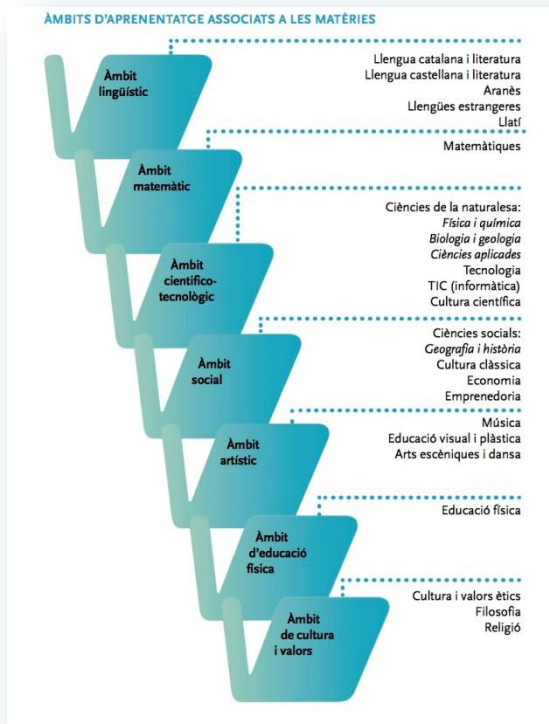 ÀMBITS D'APRENENTATGE ASSOCIATS A LES MATÈRIES
Àmbit
lingüístic
Llengua catalana i literatura
Llengua castellana i literatura
Aranès
Llengües estrangeres
Llatí
Àmbit
matemàtic
Matemàtiques
Àmbit
cientifico-
tecnològic
Ciències de la naturalesa:
Física i química
Biologia i geologia
Ciències aplicades
Tecnologia
TIC (informàtica)
Cultura científica
Àmbit
social
Ciències socials:
Geografia i història
Cultura clàssica
Economia
Emprenedoria
Àmbit
artístic
Música
Educació visual i plàstica
Arts escèniques i dansa
Àmbit
d'educació
física
Educació física
Àmbit
de cultura
i valors
Cultura i valors ètics
Filosofia
Religió